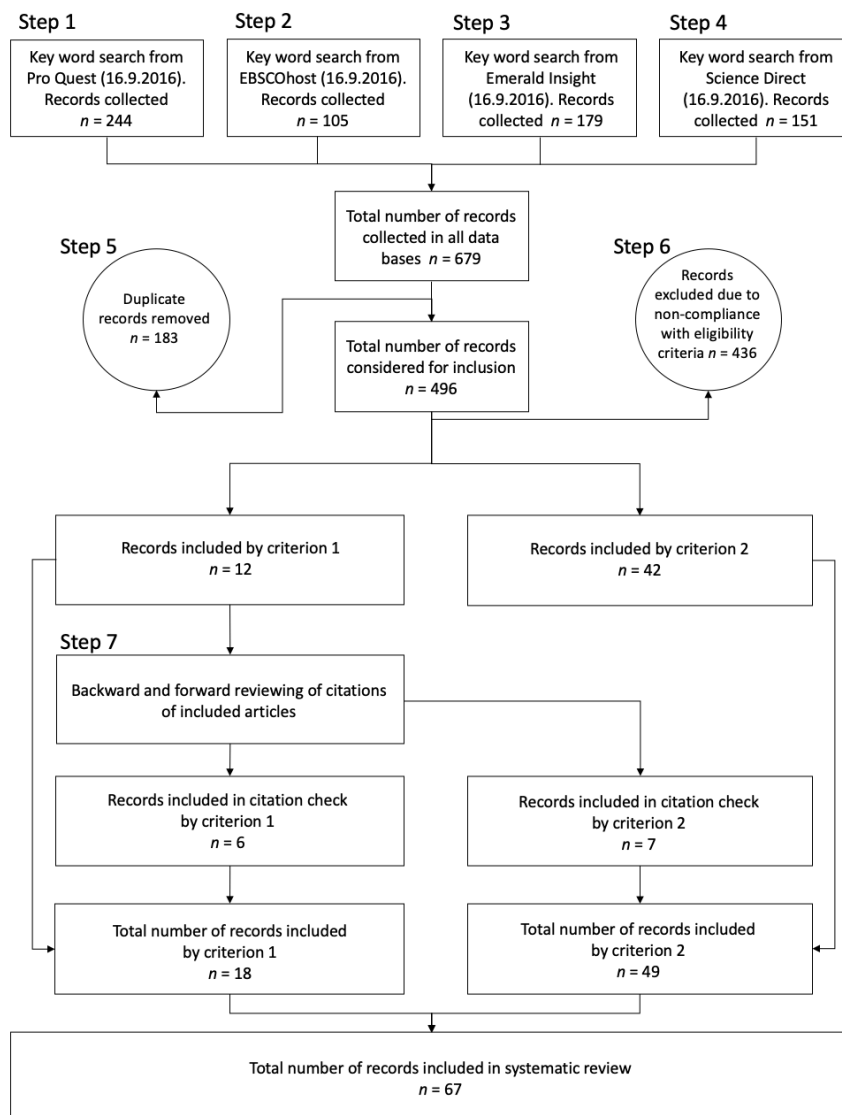 Step 1
Key word search from
Pro Quest (16.9.2016).
Records collected
n = 244
Step 2
Key word search from
EBSCOhost (16.9.2016).
Records collected
n = 105
Step 3
Key word search from
Emerald Insight
(16.9.2016). Records
collected n = 179
Step 4
Key word search from
Science Direct
(16.9.2016). Records
collected n = 151
Total number of records
collected in all data
bases n = 679
Step 5
Duplicate
records removed
n = 183
Step 6
Records
excluded due to
non-compliance
with eligibility
criteria n = 436
Total number of records
considered for inclusion
n = 496
Records included by criterion 1
n = 12
Records included by criterion 2
n = 42
Step 7
Backward and forward reviewing of citations
of included articles
Records included in citation check
by criterion 1
n = 6
Records included in citation check
by criterion 2
n = 7
Total number of records included
by criterion 1
n = 18
Total number of records included
by criterion 2
n = 49
Total number of records included in systematic review
n = 67